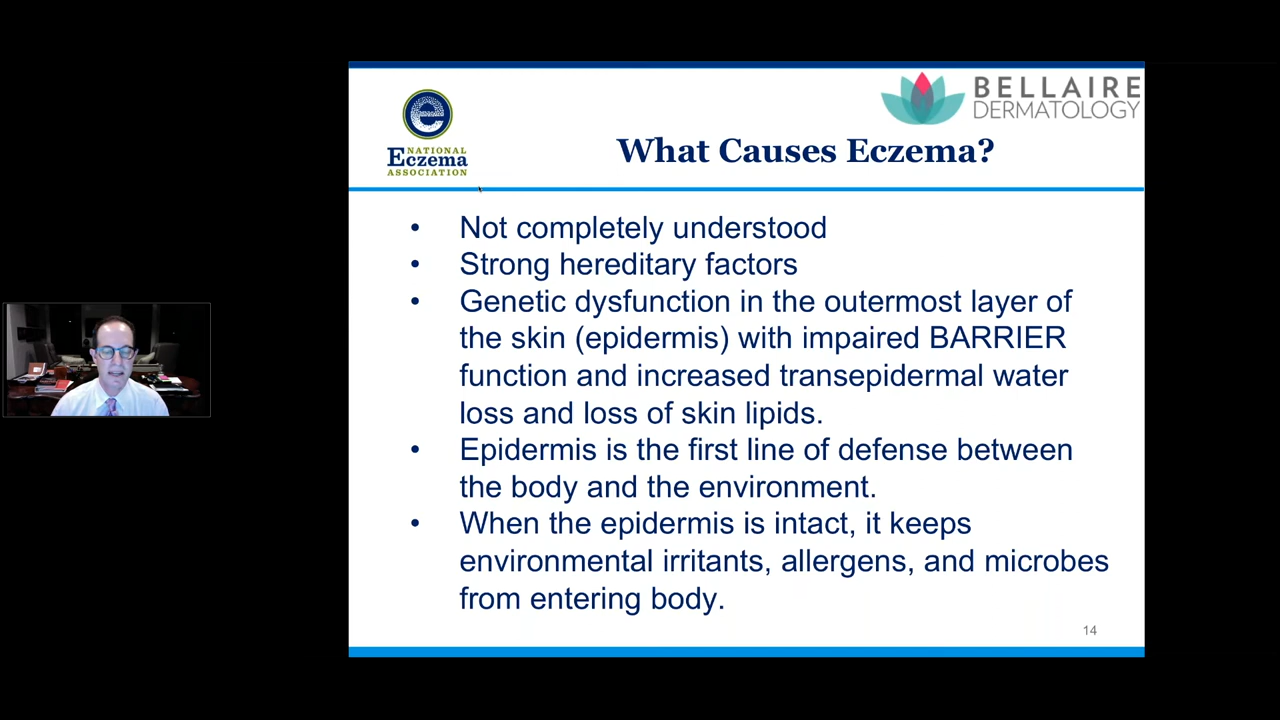 BELLAIRE
DERMATOLOGY
e
NATIONAL
Eczema
ASSOCIATION
What Causes Eczema?
• Not completely understood
• Strong hereditary factors
• Genetic dysfunction in the outermost layer of
the skin (epidermis) with impaired BARRIER
function and increased transepidermal water
loss and loss of skin lipids.
• Epidermis is the first line of defense between
the body and the environment.
• When the epidermis is intact, it keeps
environmental irritants, allergens, and microbes
from entering body.
14